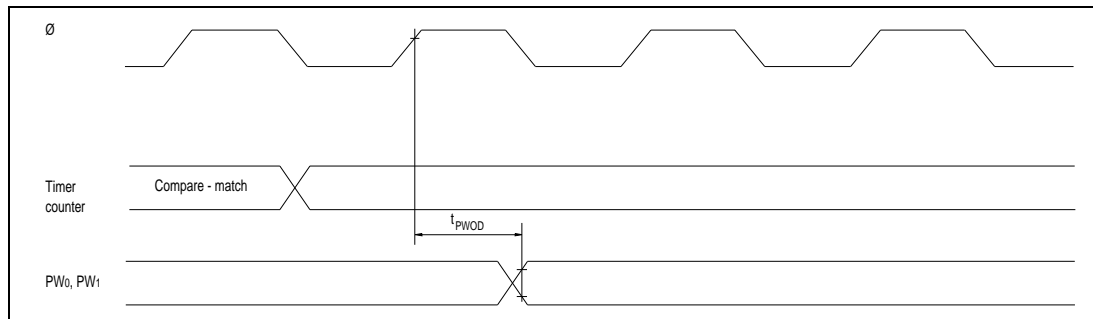 Ø
Timer
counter
Compare - match
tPWOD
PW0, PW1